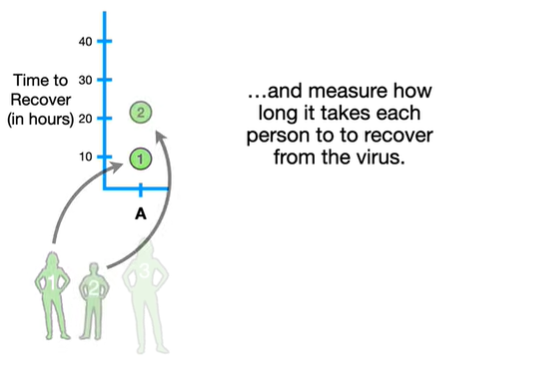 40
Time to 30
Recover
(in hours) 20
10
2
1
A
1
2
3
…and measure how
long it takes each
person to to recover
from the virus.